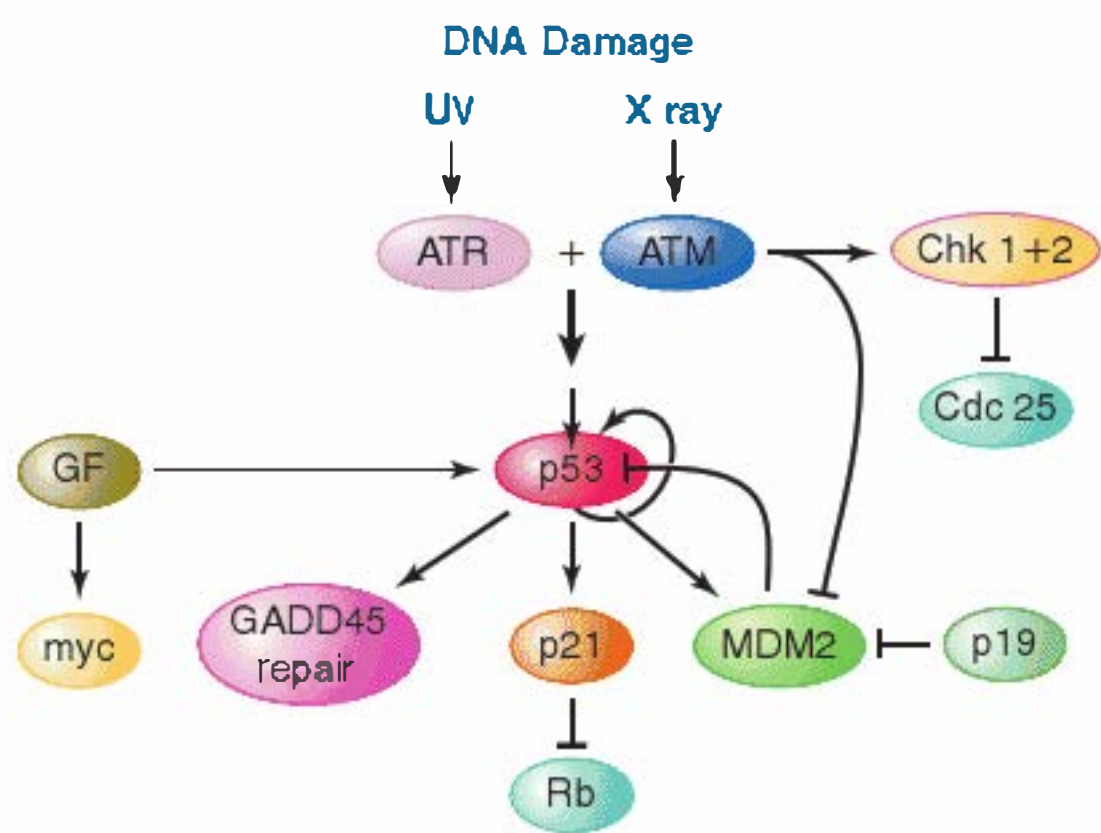 DNA Damage
UV X ray
ATR + ATM Chk 1+2
Cdc 25
GF p53
myc GADD45 p21 MDM2 p19
repair
Rb